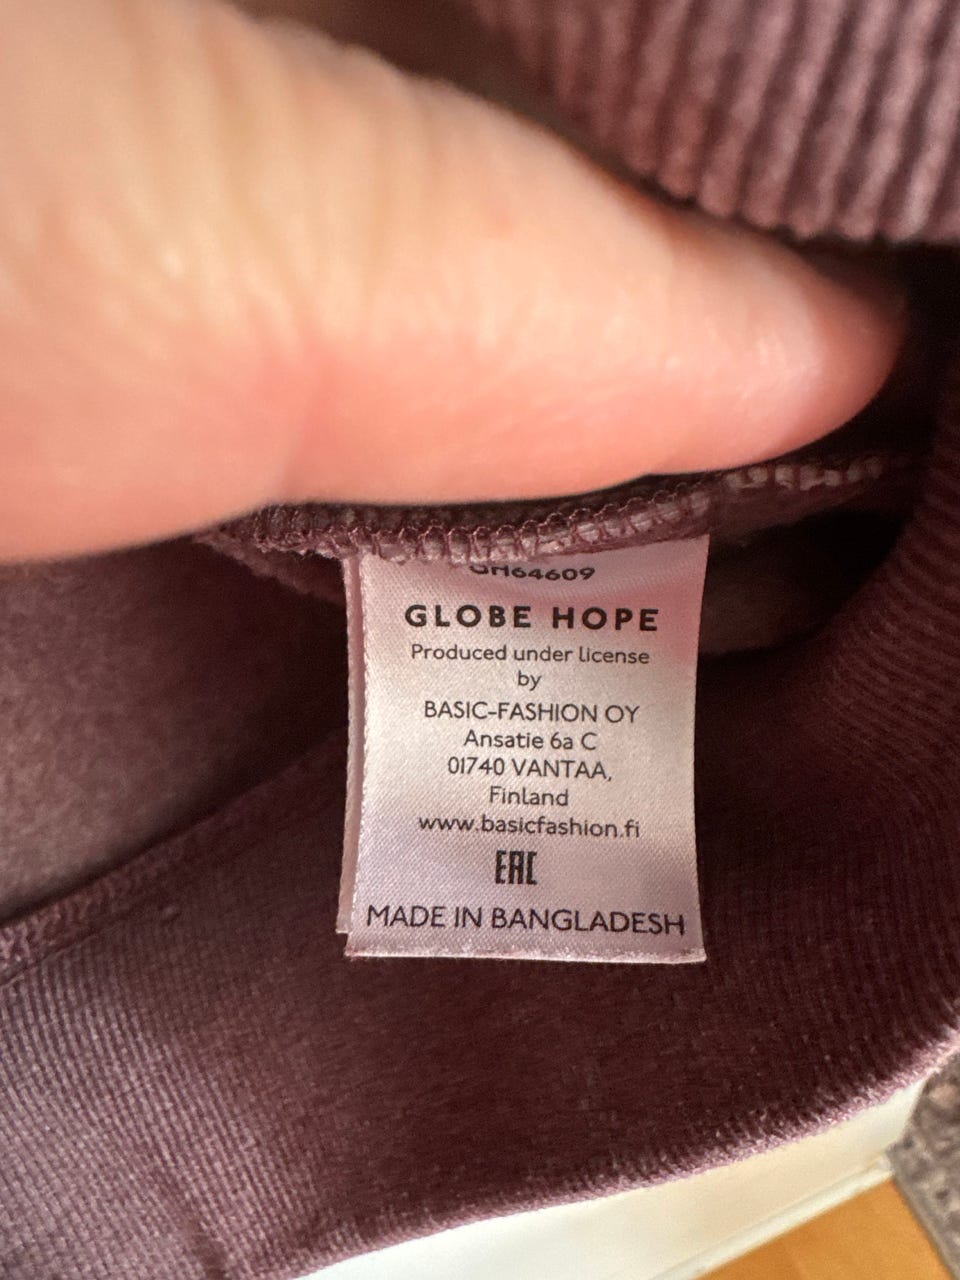 GH64609
GLOBE HOPE
Produced under license
by
BASIC-FASHION OY
Ansatie 6a C
01740 VANTAA,
Finland
www.basicfashion.fi
EAC
MADE IN BANGLADESH